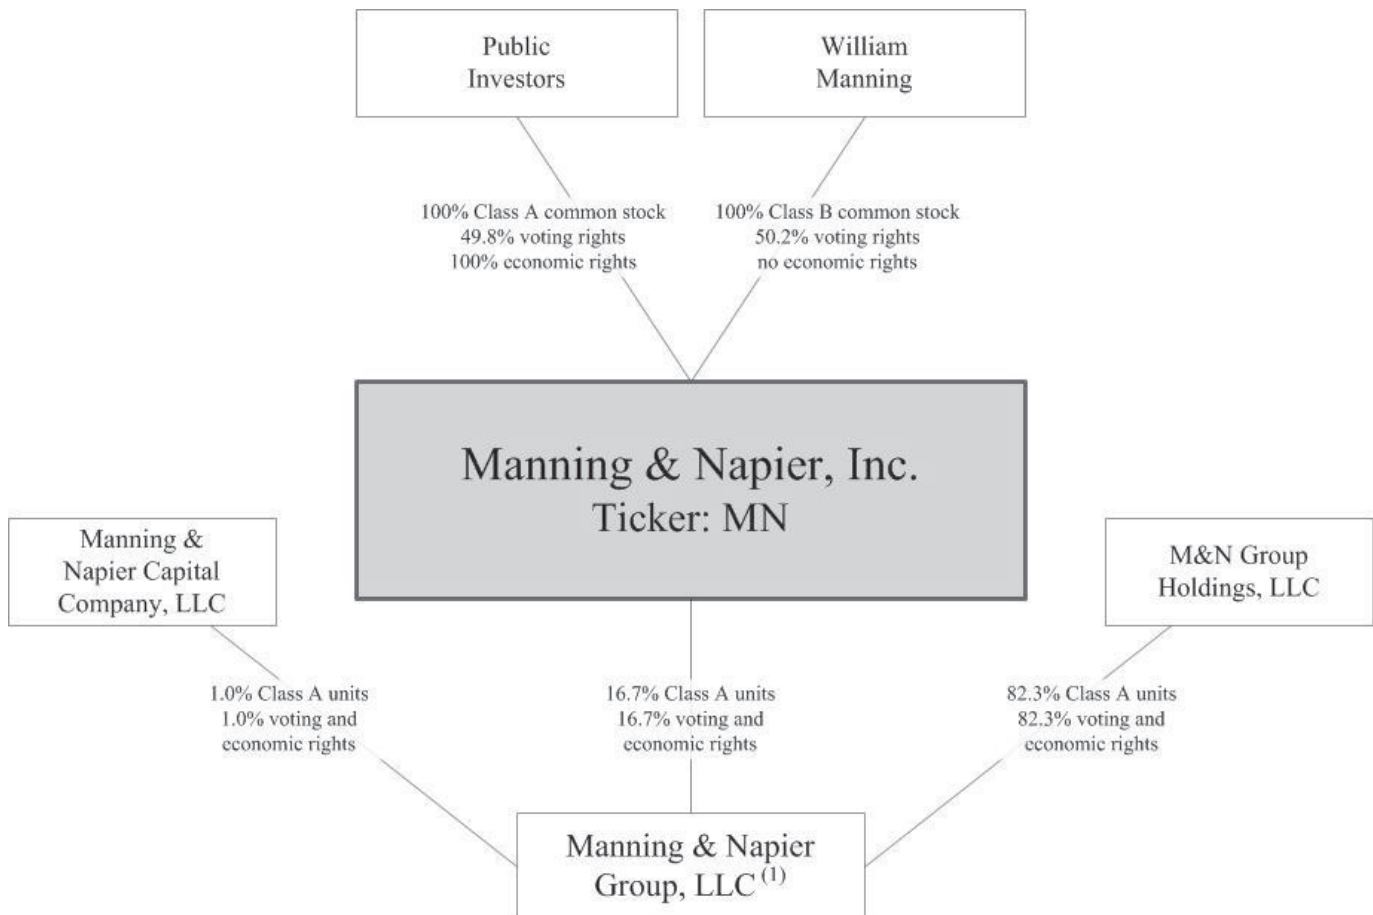 Public
Investors
William
Manning
100% Class A common stock
49.8% voting rights
100% economic rights
100% Class B common stock
50.2% voting rights
no economic rights
Manning & Napier, Inc.
Ticker: MN
Manning &
Napier Capital
Company, LLC
M&N Group
Holdings, LLC
1.0% Class A units
1.0% voting and
economic rights
16.7% Class A units
16.7% voting and
economic rights
82.3% Class A units
82.3% voting and
economic rights
Manning & Napier
Group, LLC (1)